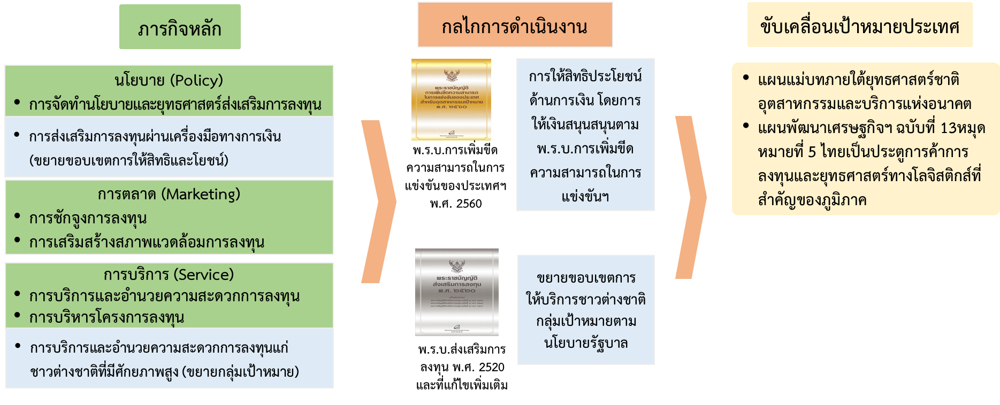 ภารกิจหลัก
นโยบาย (Policy)
• การจัดทำนโยบายและยุทธศาสตร์ส่งเสริมการลงทุน
• การส่งเสริมการลงทุนผ่านเครื่องมือทางการเงิน
(ขยายขอบเขตการให้สิทธิและโยชน์)
การตลาด (Marketing)
• การชักจูงการลงทุน
• การเสริมสร้างสภาพแวดล้อมการลงทุน
การบริการ (Service)
• การบริการและอำนวยความสะดวกการลงทุน
• การบริหารโครงการลงทุน
• การบริการและอำนวยความสะดวกการลงทุนแก่
ชาวต่างชาติที่มีศักยภาพสูง (ขยายกลุ่มเป้าหมาย)
กลไกการดำเนินงาน
พระราชบัญญัติ
การเพิ่มขีดความสามารถ
ในการแข่งขันของประเทศ
สำหรับอุตสาหกรรมเป้าหมาย
พ.ศ. ๒๕๖๐
พ.ร.บ.การเพิ่มขีด
ความสามารถในการ
แข่งขันของประเทศฯ
พ.ศ. 2560
การให้สิทธิประโยชน์
ด้านการเงิน โดยการ
ให้เงินสนุนสนุนตาม
พ.ร.บ.การเพิ่มขีด
ความสามารถในการ
แข่งขันฯ
พระราชบัญญัติ
ส่งเสริมการลงทุน
พ.ศ. ๒๕๒๐
พ.ร.บ.ส่งเสริมการ
ลงทุน พ.ศ. 2520
และที่แก้ไขเพิ่มเติม
ขยายขอบเขตการ
ให้บริการชาวต่างชาติ
กลุ่มเป้าหมายตาม
นโยบายรัฐบาล
ขับเคลื่อนเป้าหมายประเทศ
• แผนแม่บทภายใต้ยุทธศาสตร์ชาติ
อุตสาหกรรมและบริการแห่งอนาคต
• แผนพัฒนาเศรษฐกิจฯ ฉบับที่ 13หมุด
หมายที่ 5 ไทยเป็นประตูการค้าการ
ลงทุนและยุทธศาสตร์ทางโลจิสติกส์ที่
สำคัญของภูมิภาค